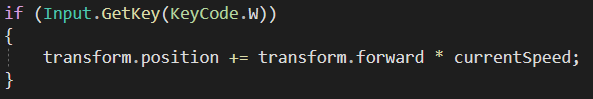 if (Input.GetKey(KeyCode.W))
{
    transform.position += transform.forward * currentSpeed;
}